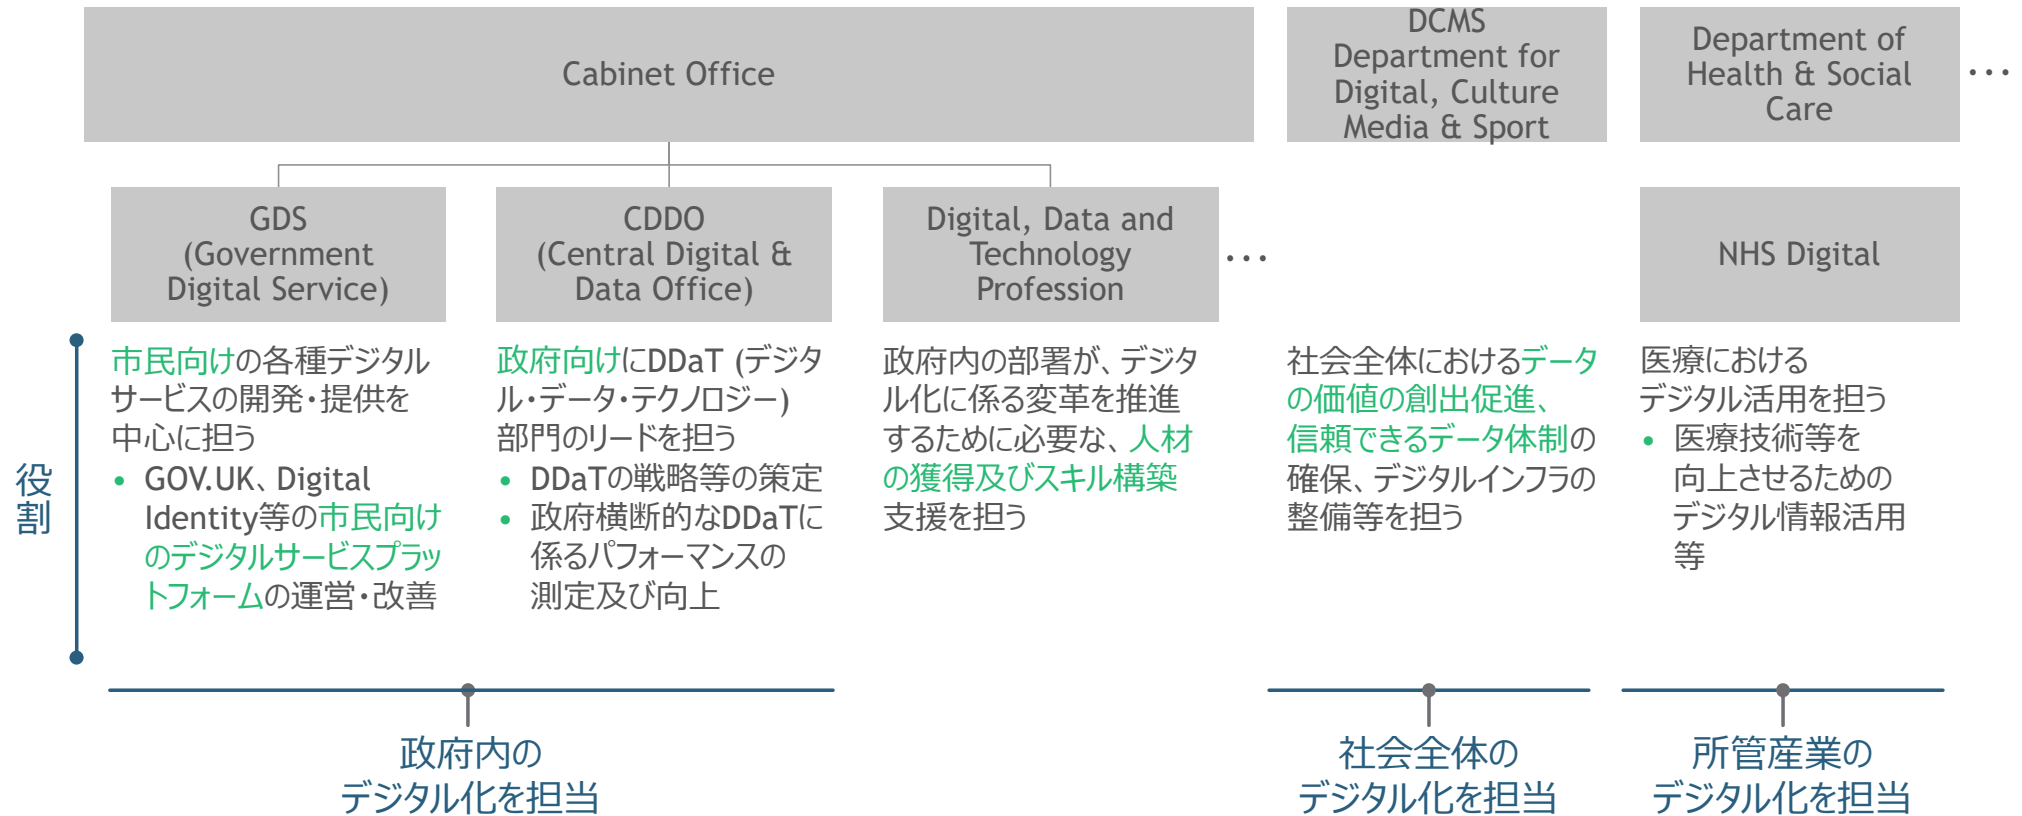 Cabinet Office
DCMS
Department for
Digital, Culture
Media & Sport
Department of
Health & Social
Care
…
GDS
(Government
Digital Service)
CDDO
(Central Digital &
Data Office)
Digital, Data and
Technology
Profession
…
NHS Digital
役割
市民向けの各種デジタル
サービスの開発・提供を
中心に担う
• GOV.UK、Digital
Identity等の市民向け
のデジタルサービスプラッ
トフォームの運営・改善
政府向けにDDaT (デジタ
ル・データ・テクノロジー)
部門のリードを担う
• DDaTの戦略等の策定
• 政府横断的なDDaTに
係るパフォーマンスの
測定及び向上
政府内の部署が、デジタ
ル化に係る変革を推進
するために必要な、人材
の獲得及びスキル構築
支援を担う
社会全体におけるデータ
の価値の創出促進、
信頼できるデータ体制の
確保、デジタルインフラの
整備等を担う
医療における
デジタル活用を担う
• 医療技術等を
向上させるための
デジタル情報活用
等
政府内の
デジタル化を担当
社会全体の
デジタル化を担当
所管産業の
デジタル化を担当